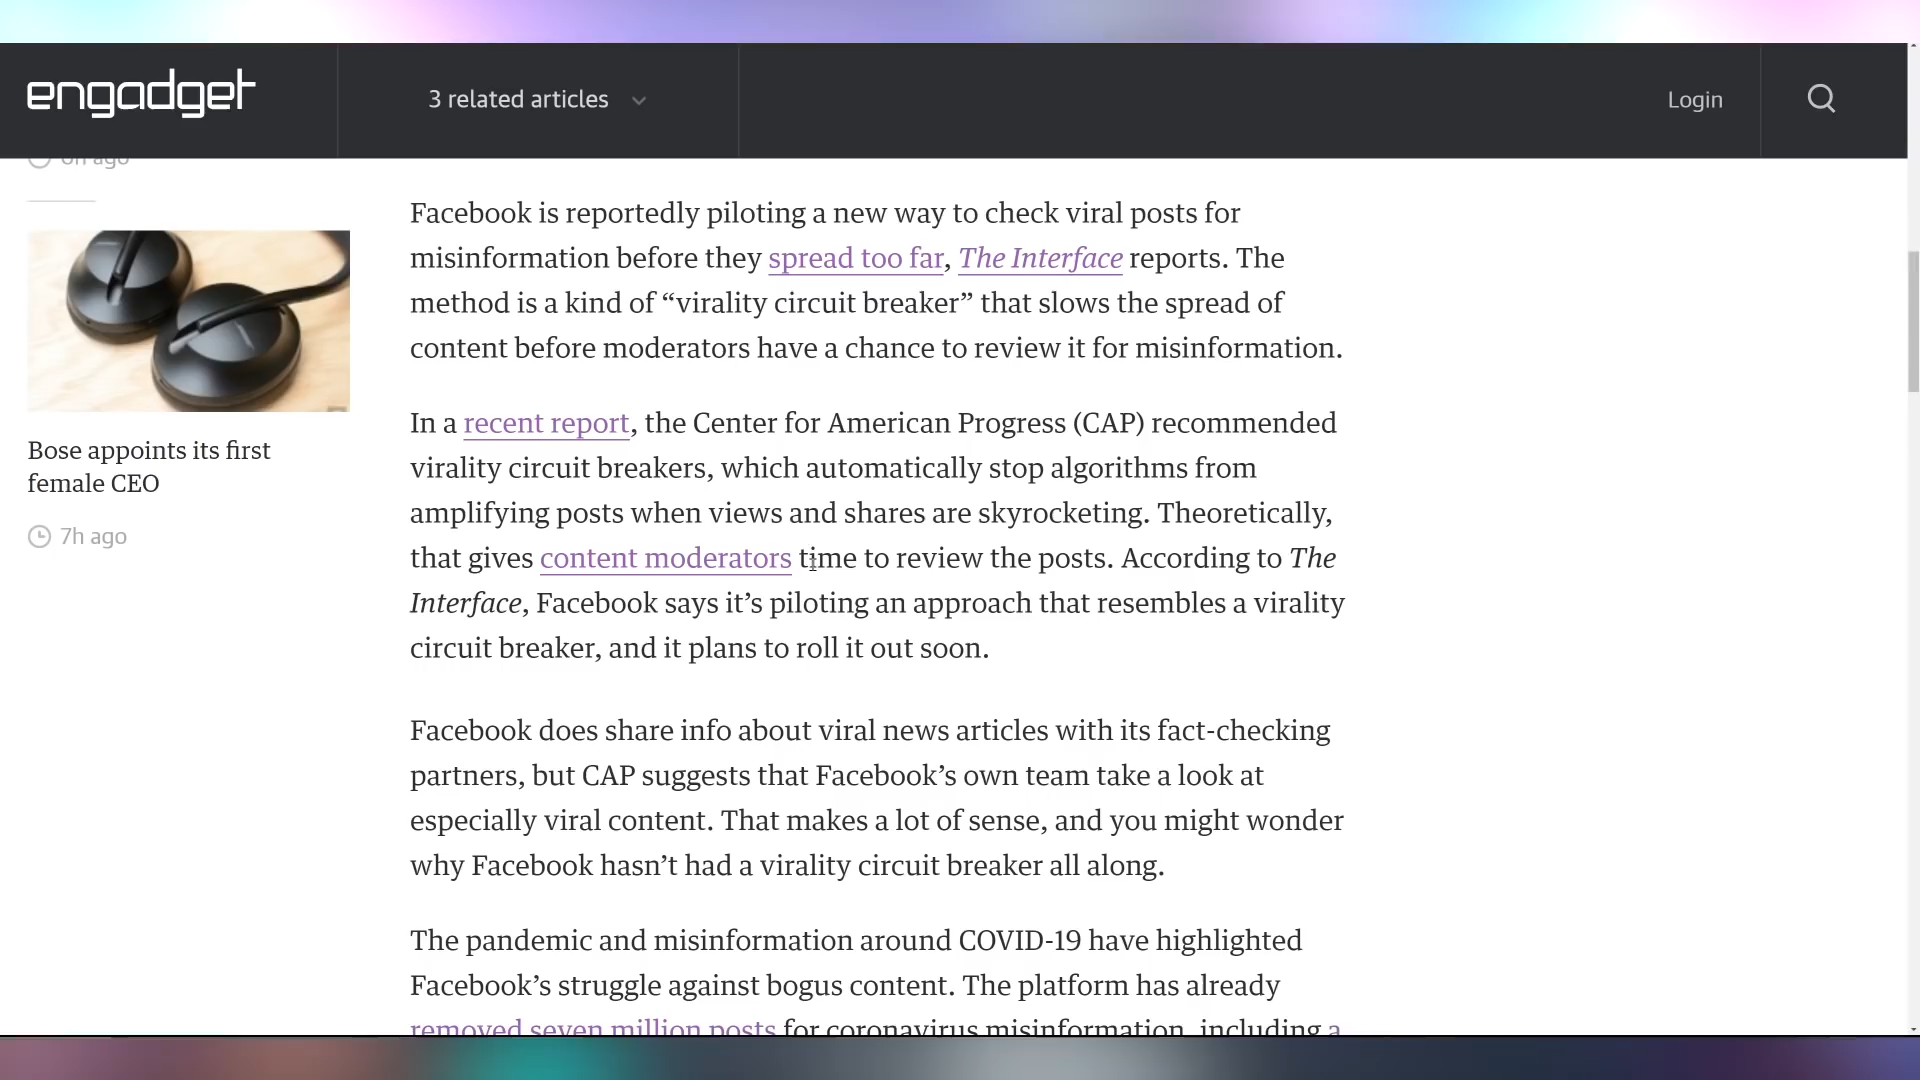 engadget
3 related articles
Login
6h ago
Bose appoints its first
female CEO
7h ago
Facebook is reportedly piloting a new way to check viral posts for
misinformation before they spread too far, The Interface reports. The
method is a kind of “virality circuit breaker” that slows the spread of
content before moderators have a chance to review it for misinformation.
In a recent report, the Center for American Progress (CAP) recommended
virality circuit breakers, which automatically stop algorithms from
amplifying posts when views and shares are skyrocketing. Theoretically,
that gives content moderators time to review the posts. According to The
Interface, Facebook says it’s piloting an approach that resembles a virality
circuit breaker, and it plans to roll it out soon.
Facebook does share info about viral news articles with its fact-checking
partners, but CAP suggests that Facebook’s own team take a look at
especially viral content. That makes a lot of sense, and you might wonder
why Facebook hasn’t had a virality circuit breaker all along.
The pandemic and misinformation around COVID-19 have highlighted
Facebook’s struggle against bogus content. The platform has already
removed seven million posts for coronavirus misinformation, including a